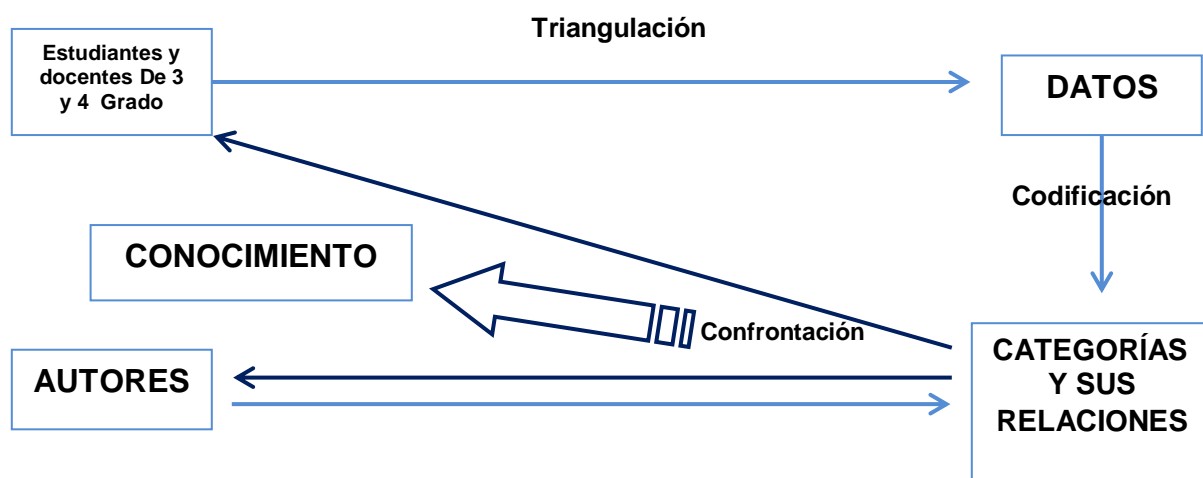 Triangulación
Estudiantes y
docentes De 3
y 4 Grado
DATOS
Codificación
CONOCIMIENTO
Confrontación
AUTORES
CATEGORÍAS
Y SUS
RELACIONES